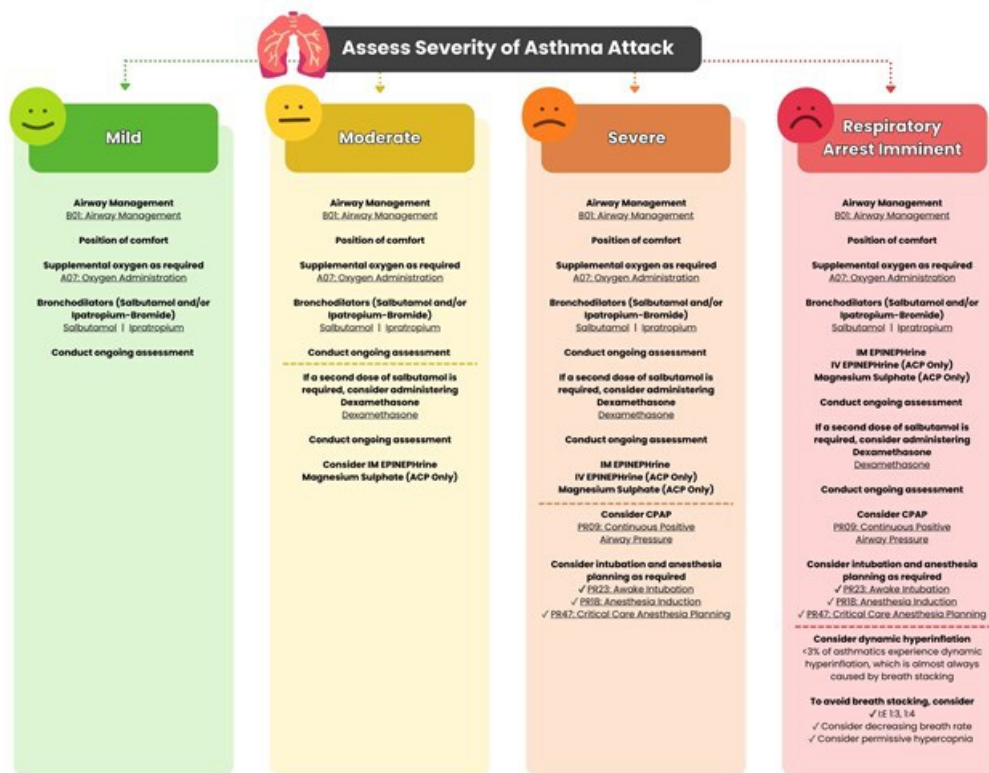 Assess Severity of Asthma Attack
Mild
Airway Management
B01: Airway Management
Position of comfort
Supplemental oxygen as required
A07: Oxygen Administration
Bronchodilators (Salbutamol and/or
Ipatropium-Bromide)
Salbutamol | Ipratropium
Conduct ongoing assessment
Moderate
Airway Management
B01: Airway Management
Position of comfort
Supplemental oxygen as required
A07: Oxygen Administration
Bronchodilators (Salbutamol and/or
Ipatropium-Bromide)
Salbutamol | Ipratropium
Conduct ongoing assessment
If a second dose of salbutamol is
required, consider administering
Dexamethasone
Dexamethasone
Conduct ongoing assessment
Consider IM EPINEPHrine
Magnesium Sulphate (ACP Only)
Severe
Airway Management
B01: Airway Management
Position of comfort
Supplemental oxygen as required
A07: Oxygen Administration
Bronchodilators (Salbutamol and/or
Ipatropium-Bromide)
Salbutamol | Ipratropium
Conduct ongoing assessment
If a second dose of salbutamol is
required, consider administering
Dexamethasone
Dexamethasone
Conduct ongoing assessment
IM EPINEPHrine
IV EPINEPHrine (ACP Only)
Magnesium Sulphate (ACP Only)
Consider CPAP
PR09: Continuous Positive
Airway Pressure
Consider intubation and anesthesia
planning as required
✓ PR23: Awake Intubation
✓ PR18: Anesthesia Induction
✓ PR47: Critical Care Anesthesia Planning
Respiratory
Arrest Imminent
Airway Management
B01: Airway Management
Position of comfort
Supplemental oxygen as required
A07: Oxygen Administration
Bronchodilators (Salbutamol and/or
Ipatropium-Bromide)
Salbutamol | Ipratropium
IM EPINEPHrine
IV EPINEPHrine (ACP Only)
Magnesium Sulphate (ACP Only)
Conduct ongoing assessment
If a second dose of salbutamol is
required, consider administering
Dexamethasone
Dexamethasone
Conduct ongoing assessment
Consider CPAP
PR09: Continuous Positive
Airway Pressure
Consider intubation and anesthesia
planning as required
✓ PR23: Awake Intubation
✓ PR18: Anesthesia Induction
✓ PR47: Critical Care Anesthesia Planning
Consider dynamic hyperinflation
<3% of asthmatics experience dynamic
hyperinflation, which is almost always
caused by breath stacking
To avoid breath stacking, consider
✓ I:E 1:3, 1:4
✓ Consider decreasing breath rate
✓ Consider permissive hypercapnia